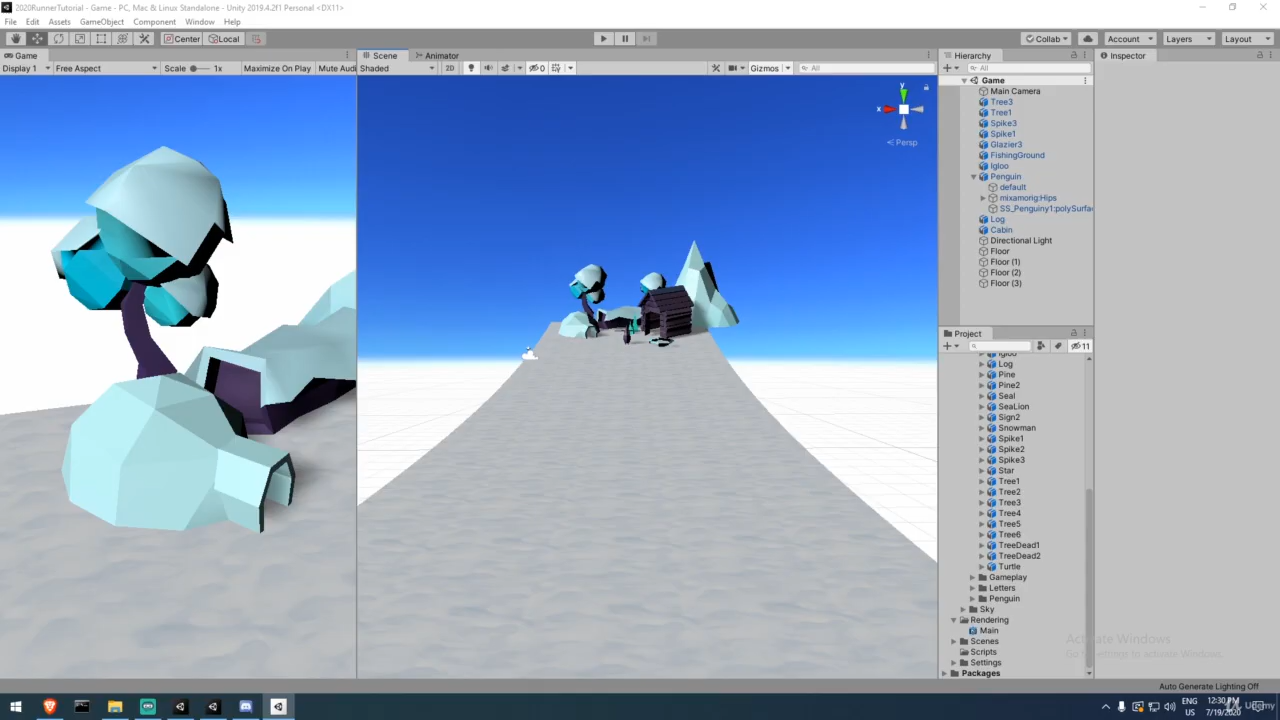 2020RunnerTutorial - Game - PC, Mac & Linux Standalone - Unity 2019.4.2f1 Personal <DX11>
File Edit Assets GameObject Component Window Help
Center Local Collab Account Layers Layout
Game Scene Animator Hierarchy Inspector
Display 1 Free Aspect Scale 1x Maximize On Play Mute Audi Shaded 2D 0 Gizmos All All
Game
Main Camera
Tree3
Tree1
Spike3
Spike1
Glazier3
FishingGround
Igloo
Penguin
default
mixamorig:Hips
SS_Penguiny1:polySurfac
Log
Cabin
Directional Light
Floor
Floor (1)
Floor (2)
Floor (3)
y
x
Persp
Project
11
Igloo
Log
Pine
Pine2
Seal
SeaLion
Sign2
Snowman
Spike1
Spike2
Spike3
Star
Tree1
Tree2
Tree3
Tree4
Tree5
Tree6
TreeDead1
TreeDead2
Turtle
Gameplay
Letters
Penguin
Sky
Rendering
Main
Scenes
Scripts
Settings
Packages
Activate Windows
Go to Settings to activate Windows.
Auto Generate Lighting Off
ENG
US
12:30 PM
7/19/2020
Udemy